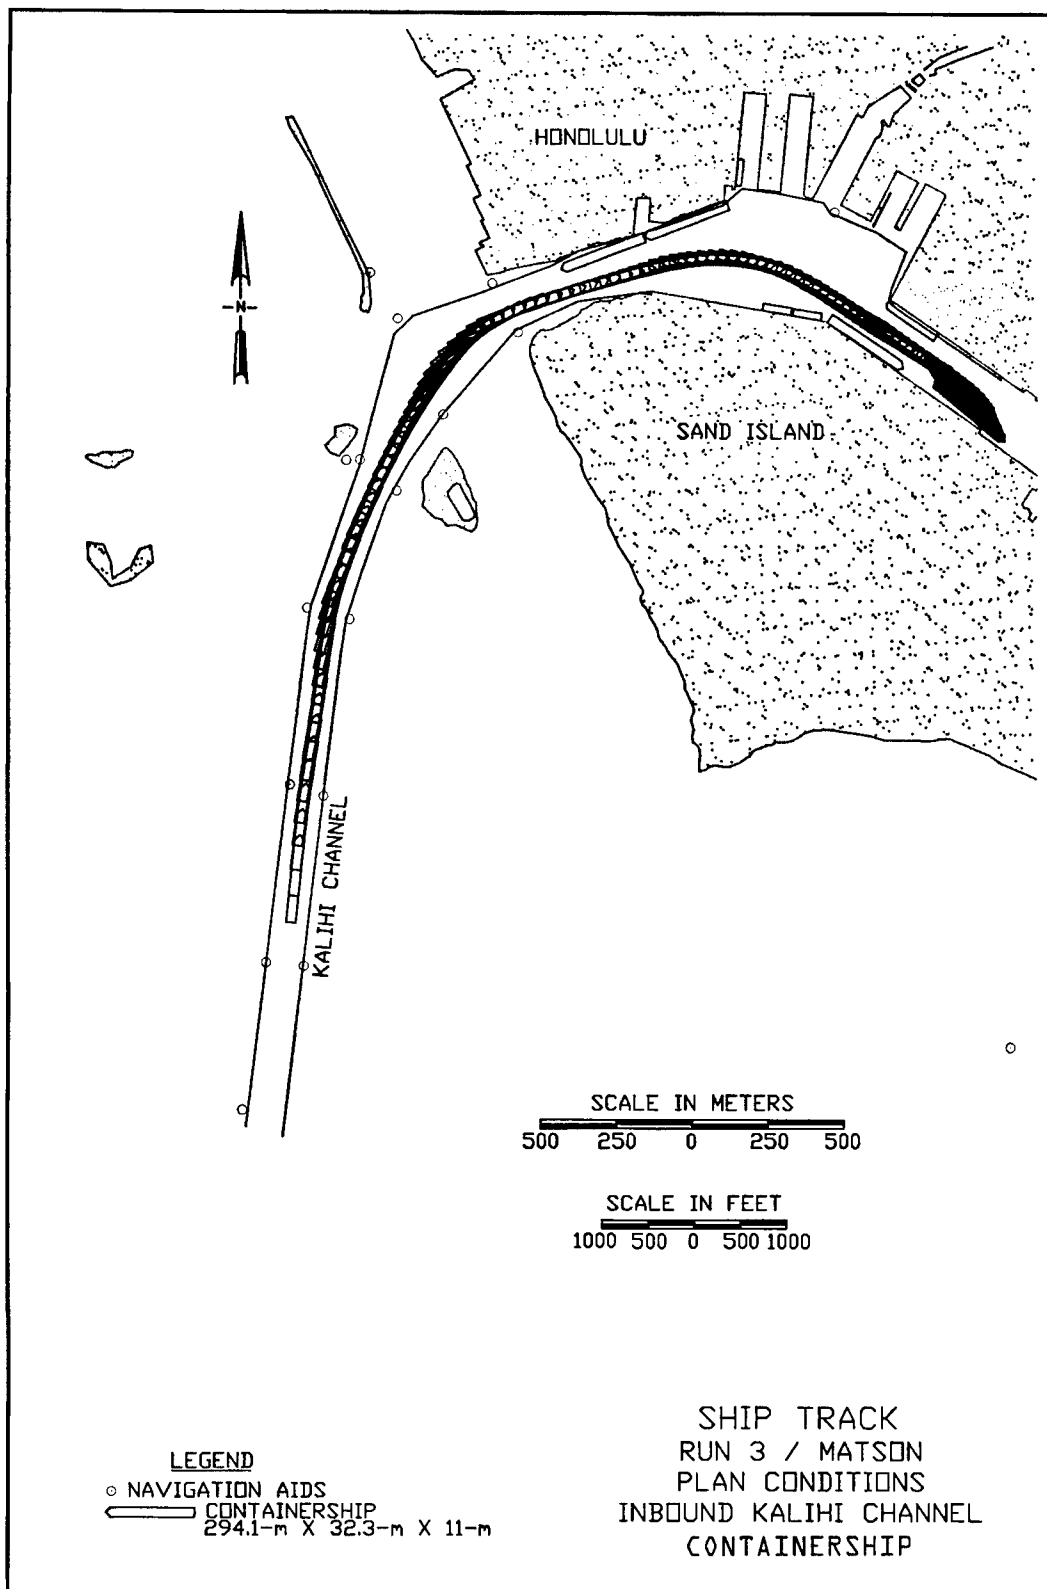 HONOLULU
-N-
SAND ISLAND
KALIHI CHANNEL
SCALE IN METERS
500 250 0 250 500
SCALE IN FEET
1000 500 0 500 1000
SHIP TRACK
RUN 3 / MATSON
PLAN CONDITIONS
INBOUND KALIHI CHANNEL
CONTAINERSHIP
LEGEND
NAVIGATION AIDS
CONTAINERSHIP
294.1-m X 32.3-m X 11-m